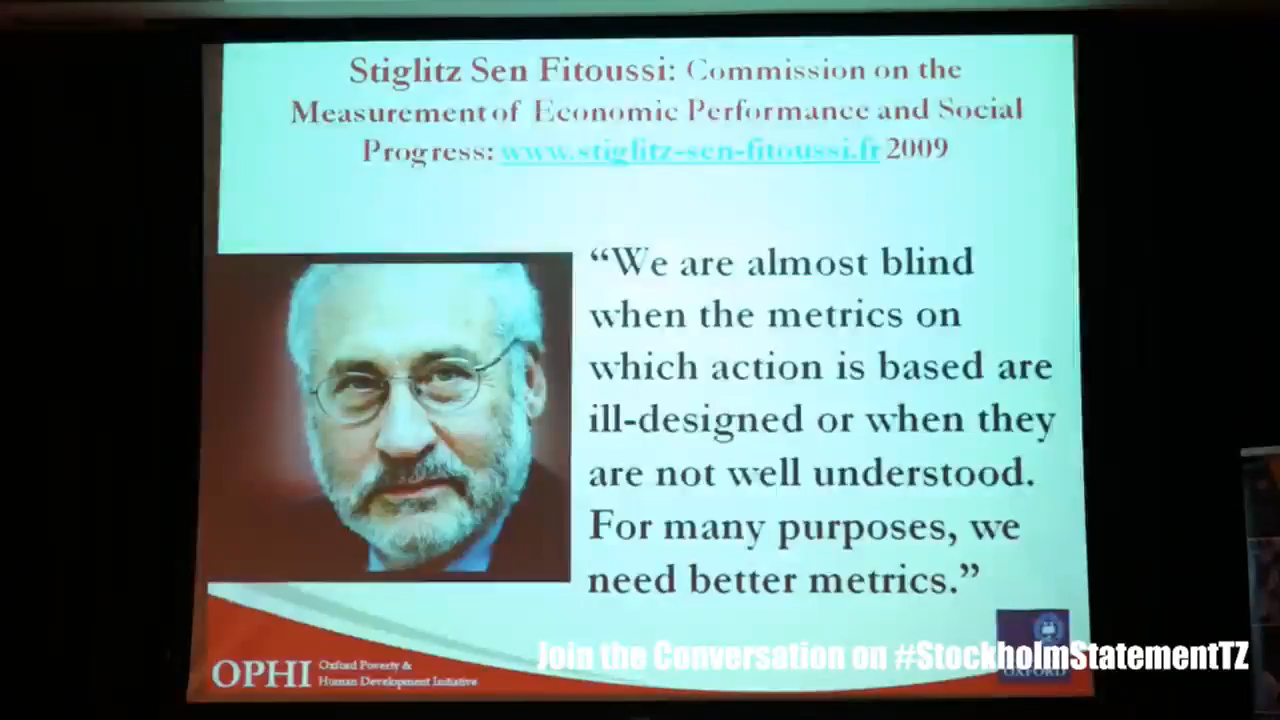 Stiglitz Sen Fitoussi: Commission on the
Measurement of Economic Performance and Social
Progress: www.stiglitz-sen-fitoussi.fr 2009
“We are almost blind
when the metrics on
which action is based are
ill-designed or when they
are not well understood.
For many purposes, we
need better metrics.”
OPHI
Oxford Poverty &
Human Development Initiative
Join the Conversation on #StockholmStatementTZ
OXFORD